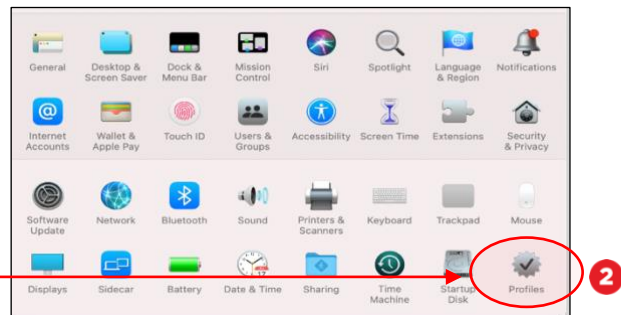 General
Desktop &
Screen Saver
Dock &
Menu Bar
Mission
Control
Siri
Spotlight
Language
& Region
Notifications
Internet
Accounts
Wallet &
Apple Pay
Touch ID
Users &
Groups
Accessibility
Screen Time
Extensions
Security
& Privacy
Software
Update
Network
Bluetooth
Sound
Printers &
Scanners
Keyboard
Trackpad
Mouse
Displays
Sidecar
Battery
Date & Time
Sharing
Time
Machine
Startup
Disk
Profiles
2